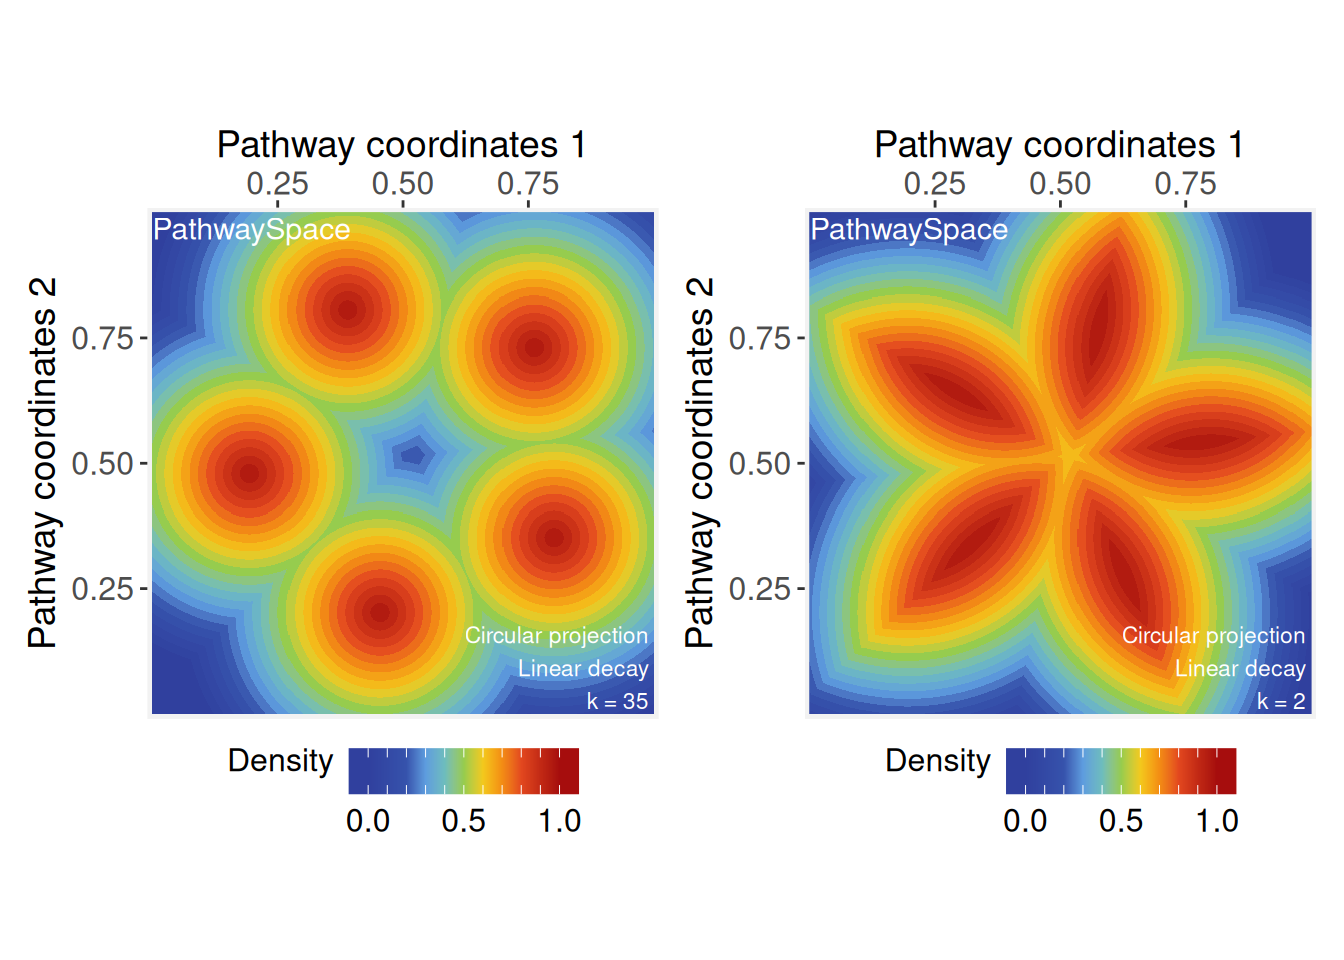 Pathway coordinates 1
0.25 0.50 0.75
PathwaySpace
Pathway coordinates 2
0.75
0.50
0.25
Circular projection
Linear decay
k = 35
Density
0.0 0.5 1.0
Pathway coordinates 1
0.25 0.50 0.75
PathwaySpace
Pathway coordinates 2
0.75
0.50
0.25
Circular projection
Linear decay
k = 2
Density
0.0 0.5 1.0